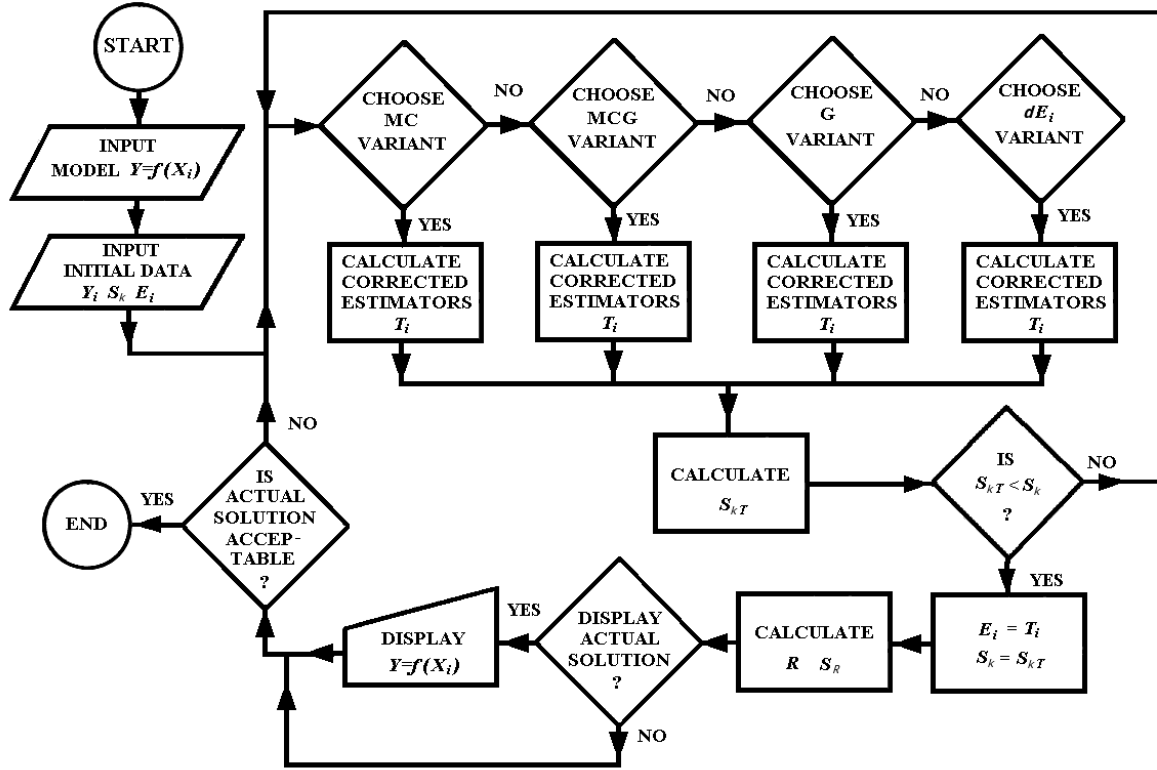 START
INPUT
MODEL Y=f(Xi)
INPUT
INITIAL DATA
Yi Sk Ei
CHOOSE
MC
VARIANT
NO
CHOOSE
MCG
VARIANT
NO
CHOOSE
G
VARIANT
NO
CHOOSE
dEi
VARIANT
YES
YES
YES
YES
CALCULATE
CORRECTED
ESTIMATORS
Ti
CALCULATE
CORRECTED
ESTIMATORS
Ti
CALCULATE
CORRECTED
ESTIMATORS
Ti
CALCULATE
CORRECTED
ESTIMATORS
Ti
CALCULATE
SkT
IS
SkT < Sk
?
NO
YES
Ei = Ti
Sk = SkT
CALCULATE
R SR
DISPLAY
ACTUAL
SOLUTION
?
YES
NO
DISPLAY
Y=f(Xi)
IS
ACTUAL
SOLUTION
ACCEP-
TABLE
?
NO
YES
END